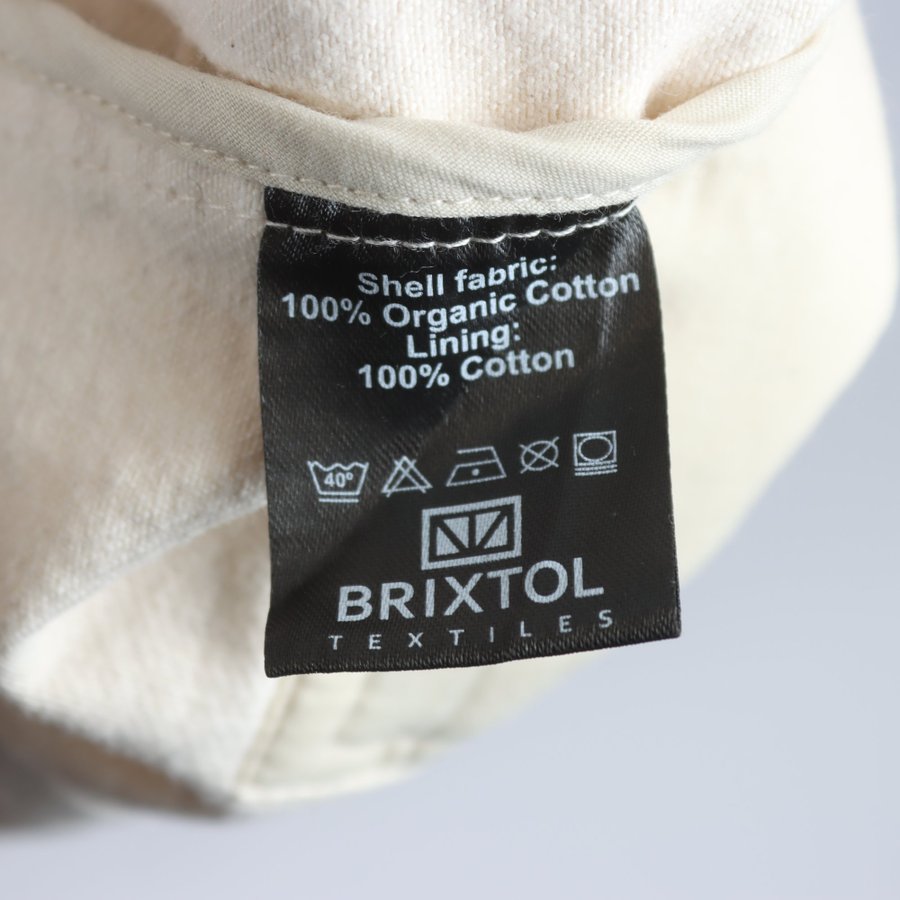 Shell fabric:
100% Organic Cotton
Lining:
100% Cotton
40°
BRIXTOL
TEXTILES